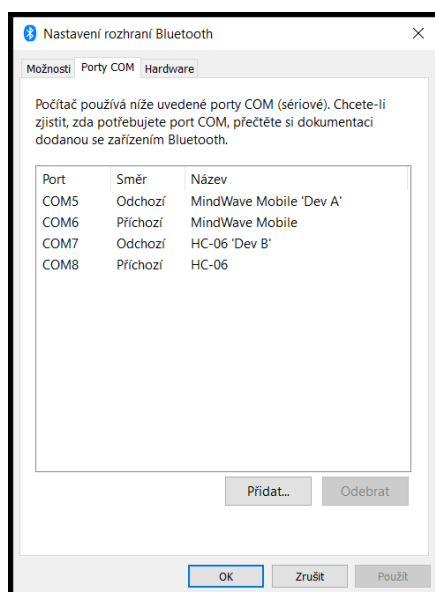 Nastavení rozhraní Bluetooth
Možnosti Porty COM Hardware
Počítač používá níže uvedené porty COM (sériové). Chcete-li
zjistit, zda potřebujete port COM, přečtěte si dokumentaci
dodanou se zařízením Bluetooth.
Port Směr Název
COM5 Odchozí MindWave Mobile 'Dev A'
COM6 Příchozí MindWave Mobile
COM7 Odchozí HC-06 'Dev B'
COM8 Příchozí HC-06
Přidat... Odebrat
OK Zrušit Použít